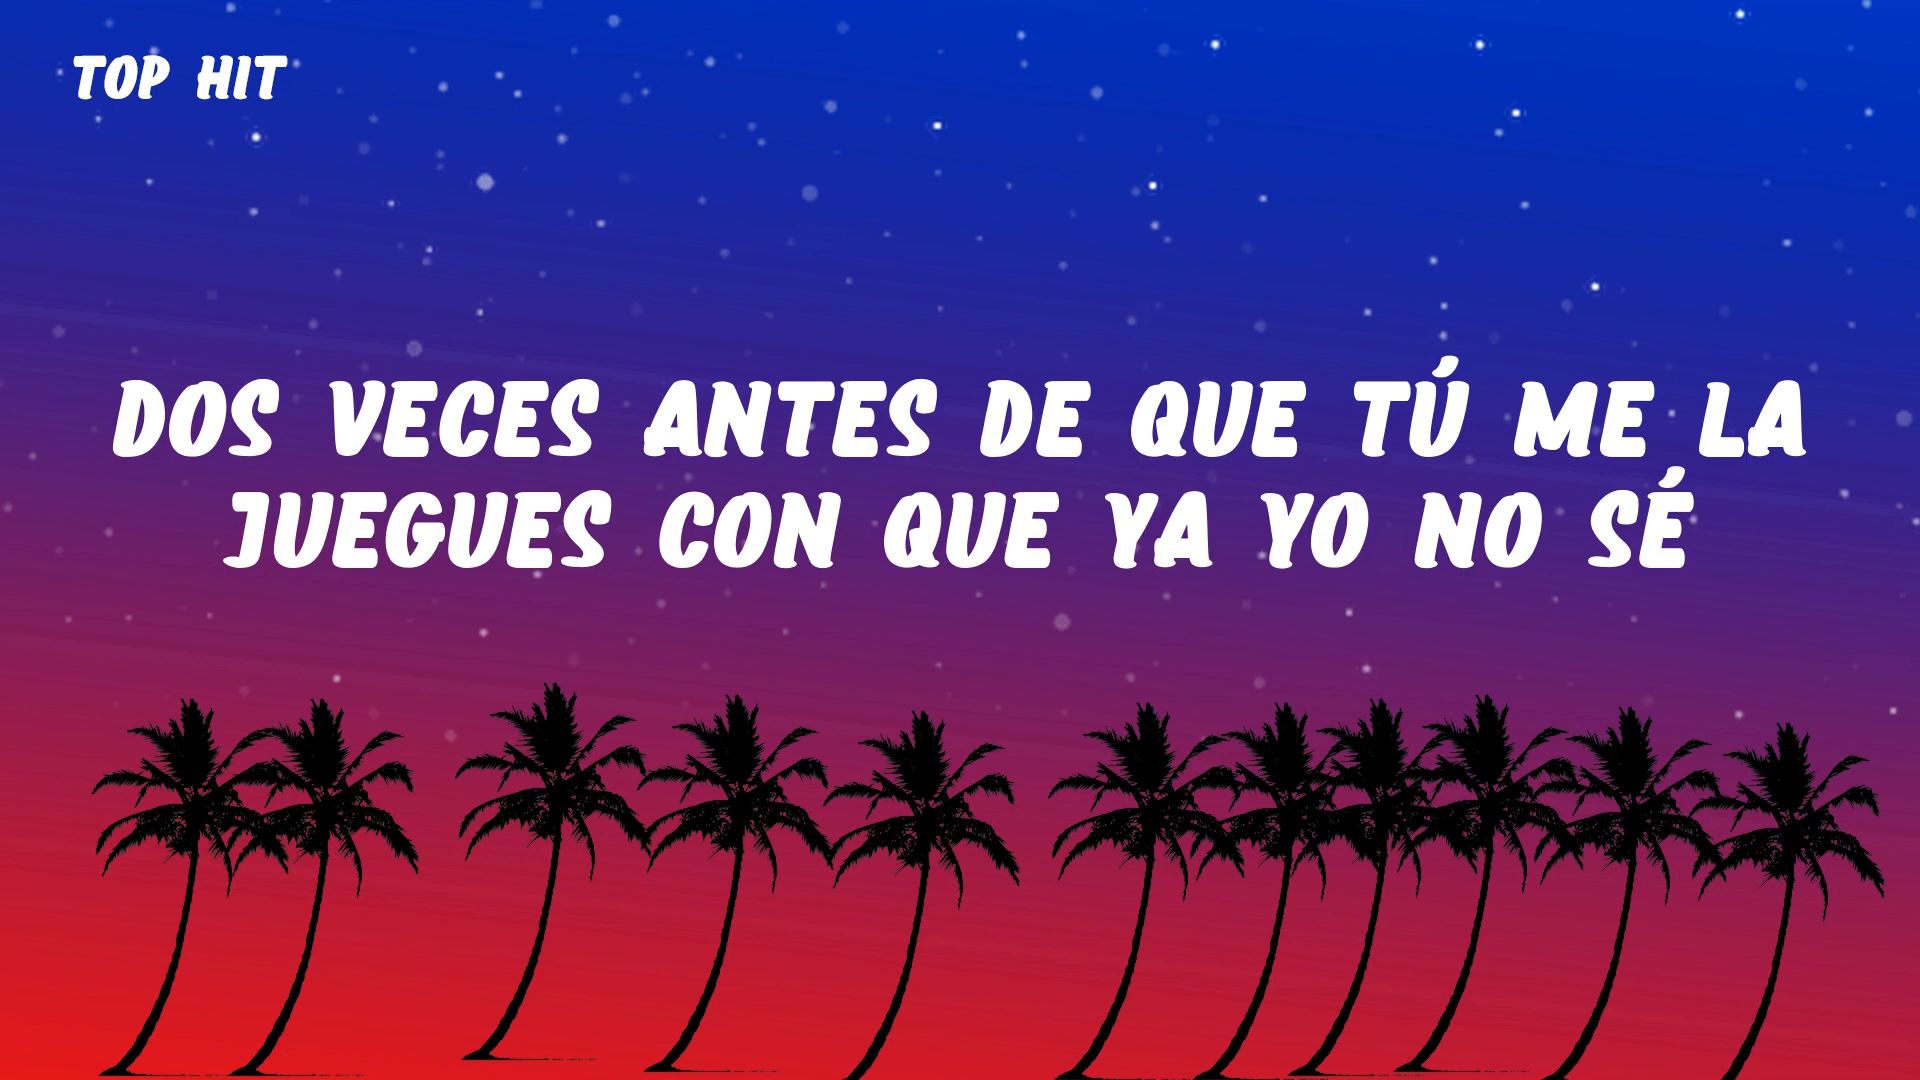 TOP HIT
DOS VECES ANTES DE QUE TÚ ME LA
JUEGUES CON QUE YA YO NO SÉ